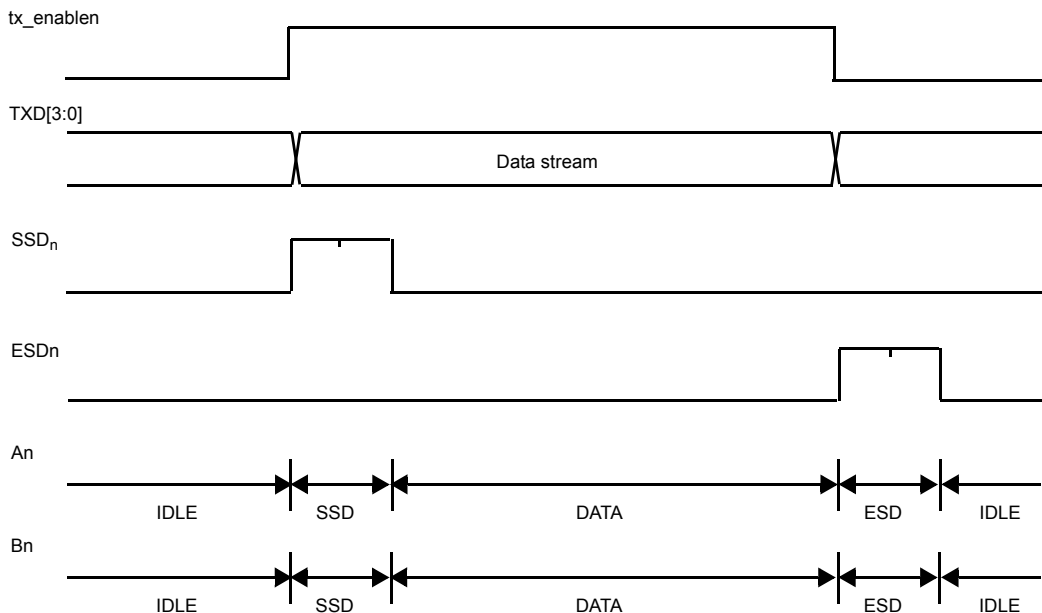 tx_enablen
TXD[3:0]
Data stream
SSDn
ESDn
An
IDLE SSD DATA ESD IDLE
Bn
IDLE SSD DATA ESD IDLE